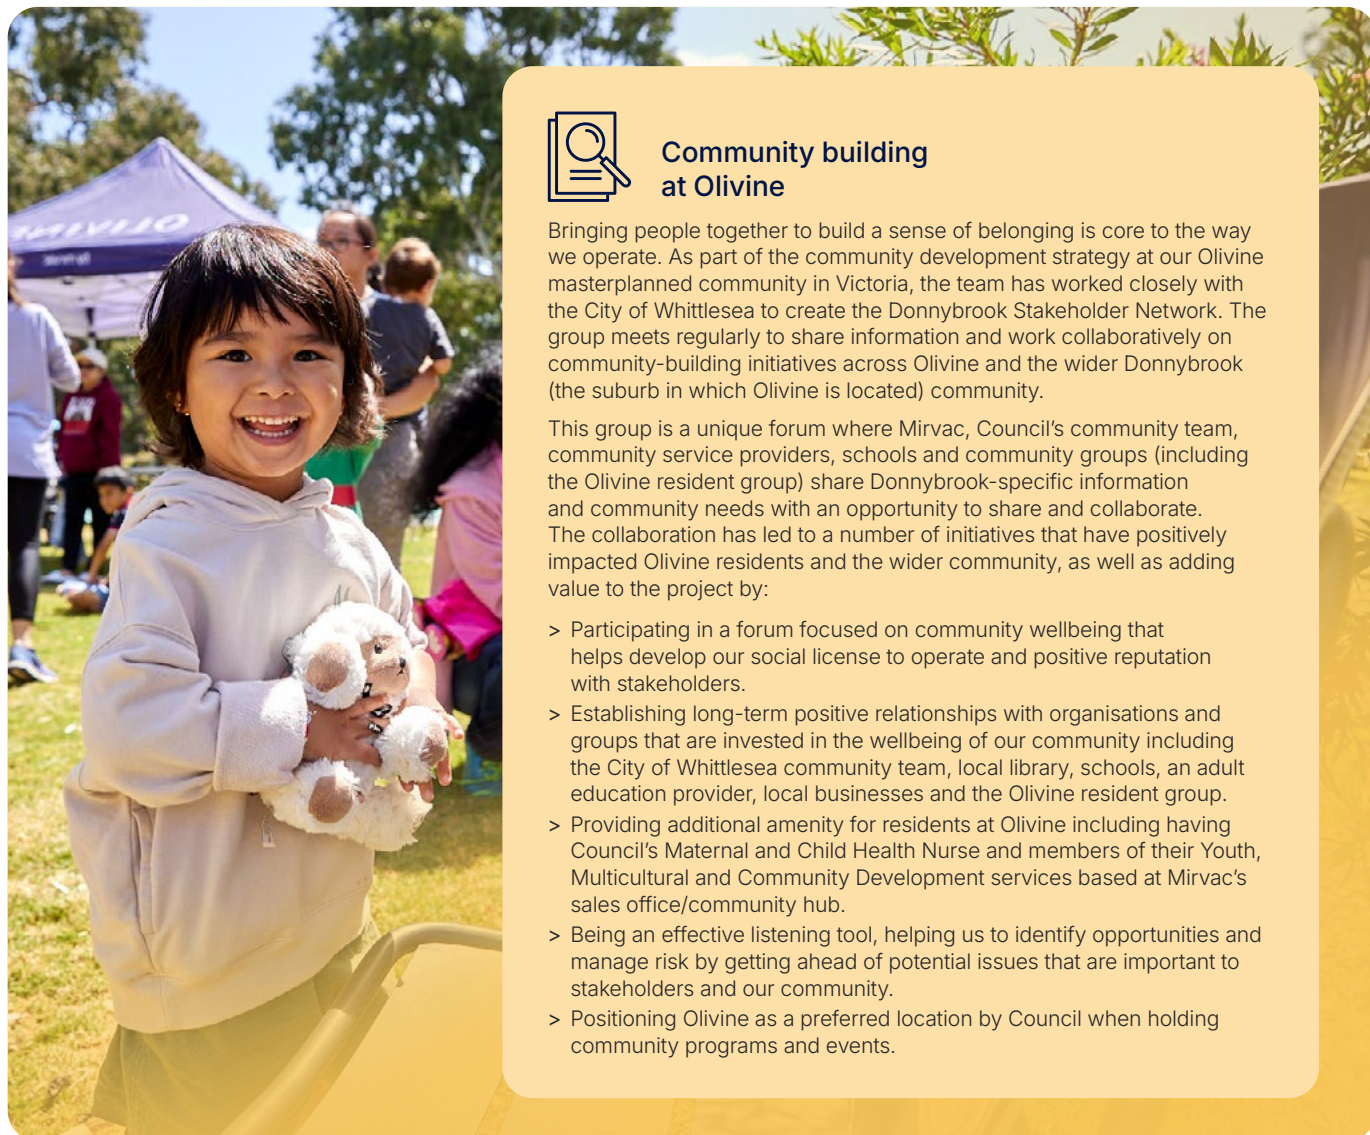 OLIVINE
Community building
at Olivine
Bringing people together to build a sense of belonging is core to the way
we operate. As part of the community development strategy at our Olivine
masterplanned community in Victoria, the team has worked closely with
the City of Whittlesea to create the Donnybrook Stakeholder Network. The
group meets regularly to share information and work collaboratively on
community-building initiatives across Olivine and the wider Donnybrook
(the suburb in which Olivine is located) community.
This group is a unique forum where Mirvac, Council’s community team,
community service providers, schools and community groups (including
the Olivine resident group) share Donnybrook-specific information
and community needs with an opportunity to share and collaborate.
The collaboration has led to a number of initiatives that have positively
impacted Olivine residents and the wider community, as well as adding
value to the project by:
> Participating in a forum focused on community wellbeing that
helps develop our social license to operate and positive reputation
with stakeholders.
> Establishing long-term positive relationships with organisations and
groups that are invested in the wellbeing of our community including
the City of Whittlesea community team, local library, schools, an adult
education provider, local businesses and the Olivine resident group.
> Providing additional amenity for residents at Olivine including having
Council’s Maternal and Child Health Nurse and members of their Youth,
Multicultural and Community Development services based at Mirvac’s
sales office/community hub.
> Being an effective listening tool, helping us to identify opportunities and
manage risk by getting ahead of potential issues that are important to
stakeholders and our community.
> Positioning Olivine as a preferred location by Council when holding
community programs and events.